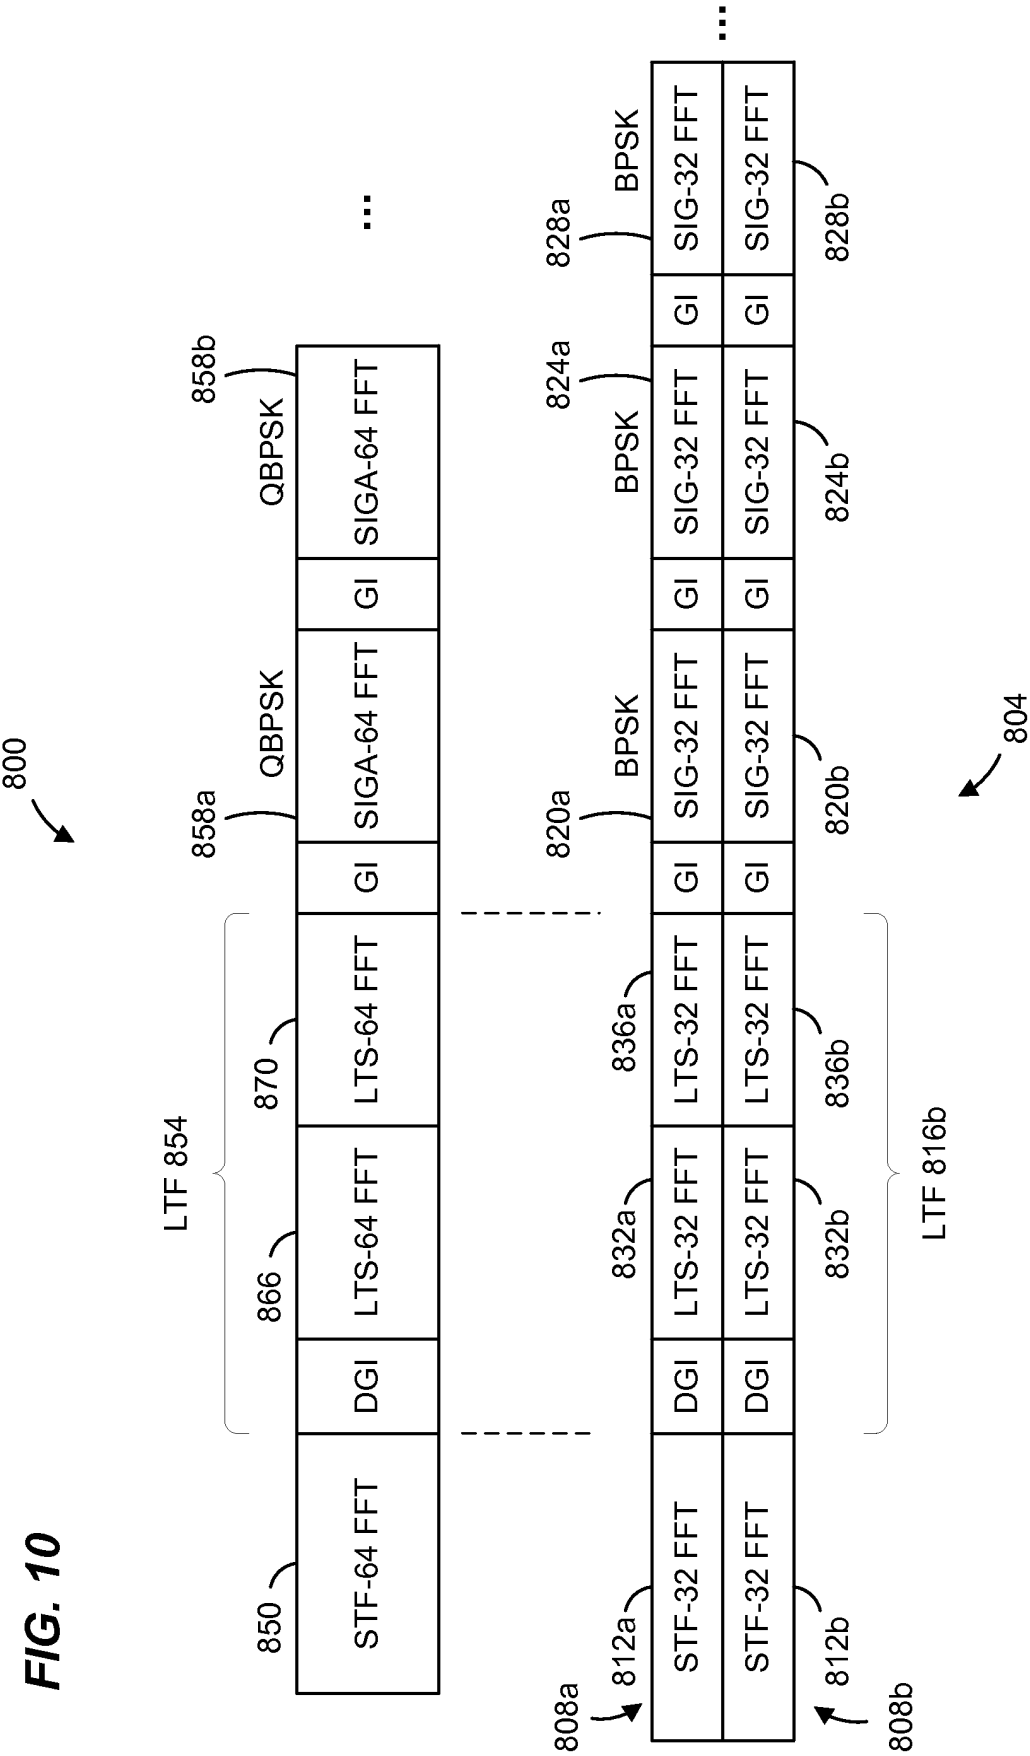 FIG. 10
800
LTF 854
850
866
870
858a
858b
QBPSK
QBPSK
STF-64 FFT
DGI
LTS-64 FFT
LTS-64 FFT
GI
SIGA-64 FFT
GI
SIGA-64 FFT
...
808a
812a
832a
836a
820a
824a
828a
BPSK
BPSK
BPSK
STF-32 FFT
DGI
LTS-32 FFT
LTS-32 FFT
GI
SIG-32 FFT
GI
SIG-32 FFT
GI
SIG-32 FFT
...
STF-32 FFT
DGI
LTS-32 FFT
LTS-32 FFT
GI
SIG-32 FFT
GI
SIG-32 FFT
GI
SIG-32 FFT
808b
812b
832b
836b
820b
824b
828b
LTF 816b
804